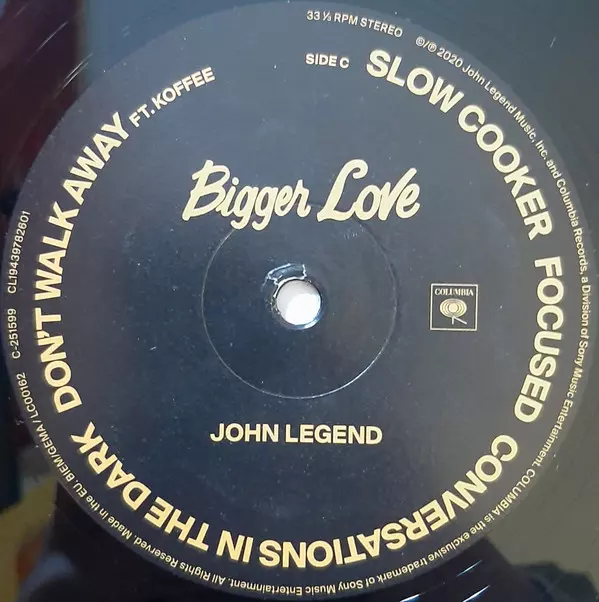 33 ⅓ RPM STEREO
SIDE C
SLOW COOKER FOCUSED CONVERSATIONS IN THE DARK DON'T WALK AWAY FT. KOFFEE
©/℗ 2020 John Legend Music, Inc. and Columbia Records, a Division of Sony Music Entertainment. COLUMBIA is the exclusive trademark of Sony Music Entertainment. All Rights Reserved. Made in the EU. BIEM/GEMA / LC00162 C-251599 CL19439782601
Bigger Love
COLUMBIA
JOHN LEGEND